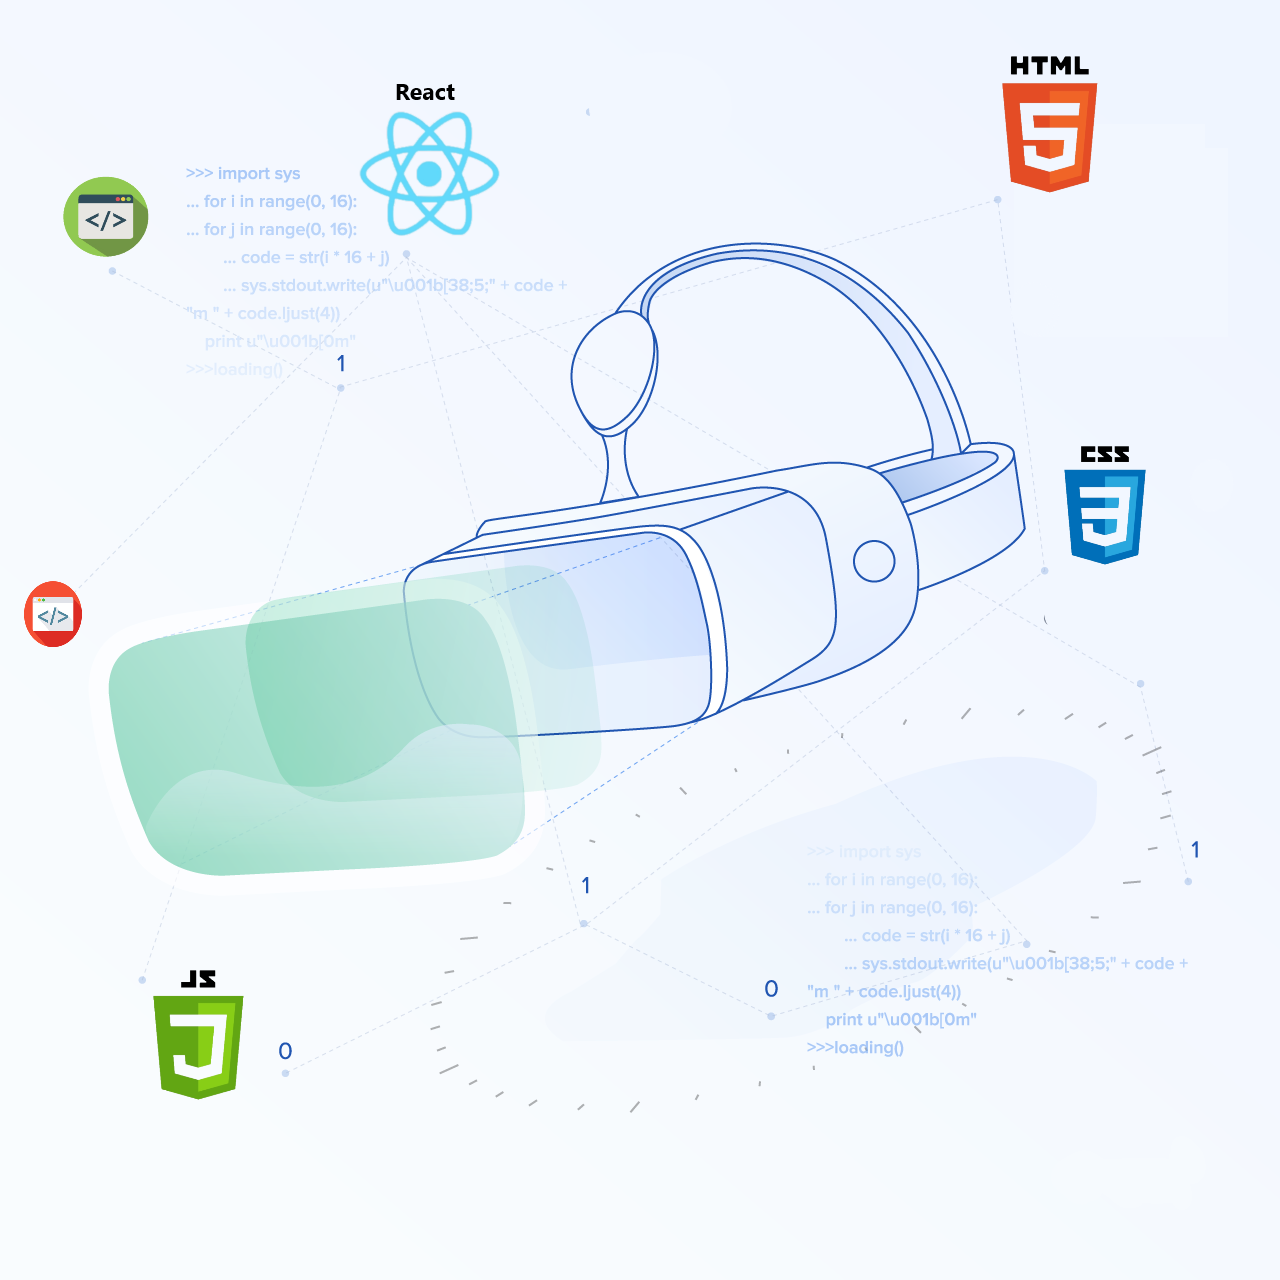 HTML
5
React
</>
>>> import sys
... for i in range(0, 16):
... for j in range(0, 16):
... code = str(i * 16 + j)
... sys.stdout.write(u"\u001b[38;5;" + code +
"m " + code.ljust(4))
print u"\u001b[0m"
>>>loading()
1
CSS
3
</>
1
1
>>> import sys
... for i in range(0, 16):
... for j in range(0, 16):
... code = str(i * 16 + j)
... sys.stdout.write(u"\u001b[38;5;" + code +
"m " + code.ljust(4))
print u"\u001b[0m"
>>>loading()
0
JS
J
0